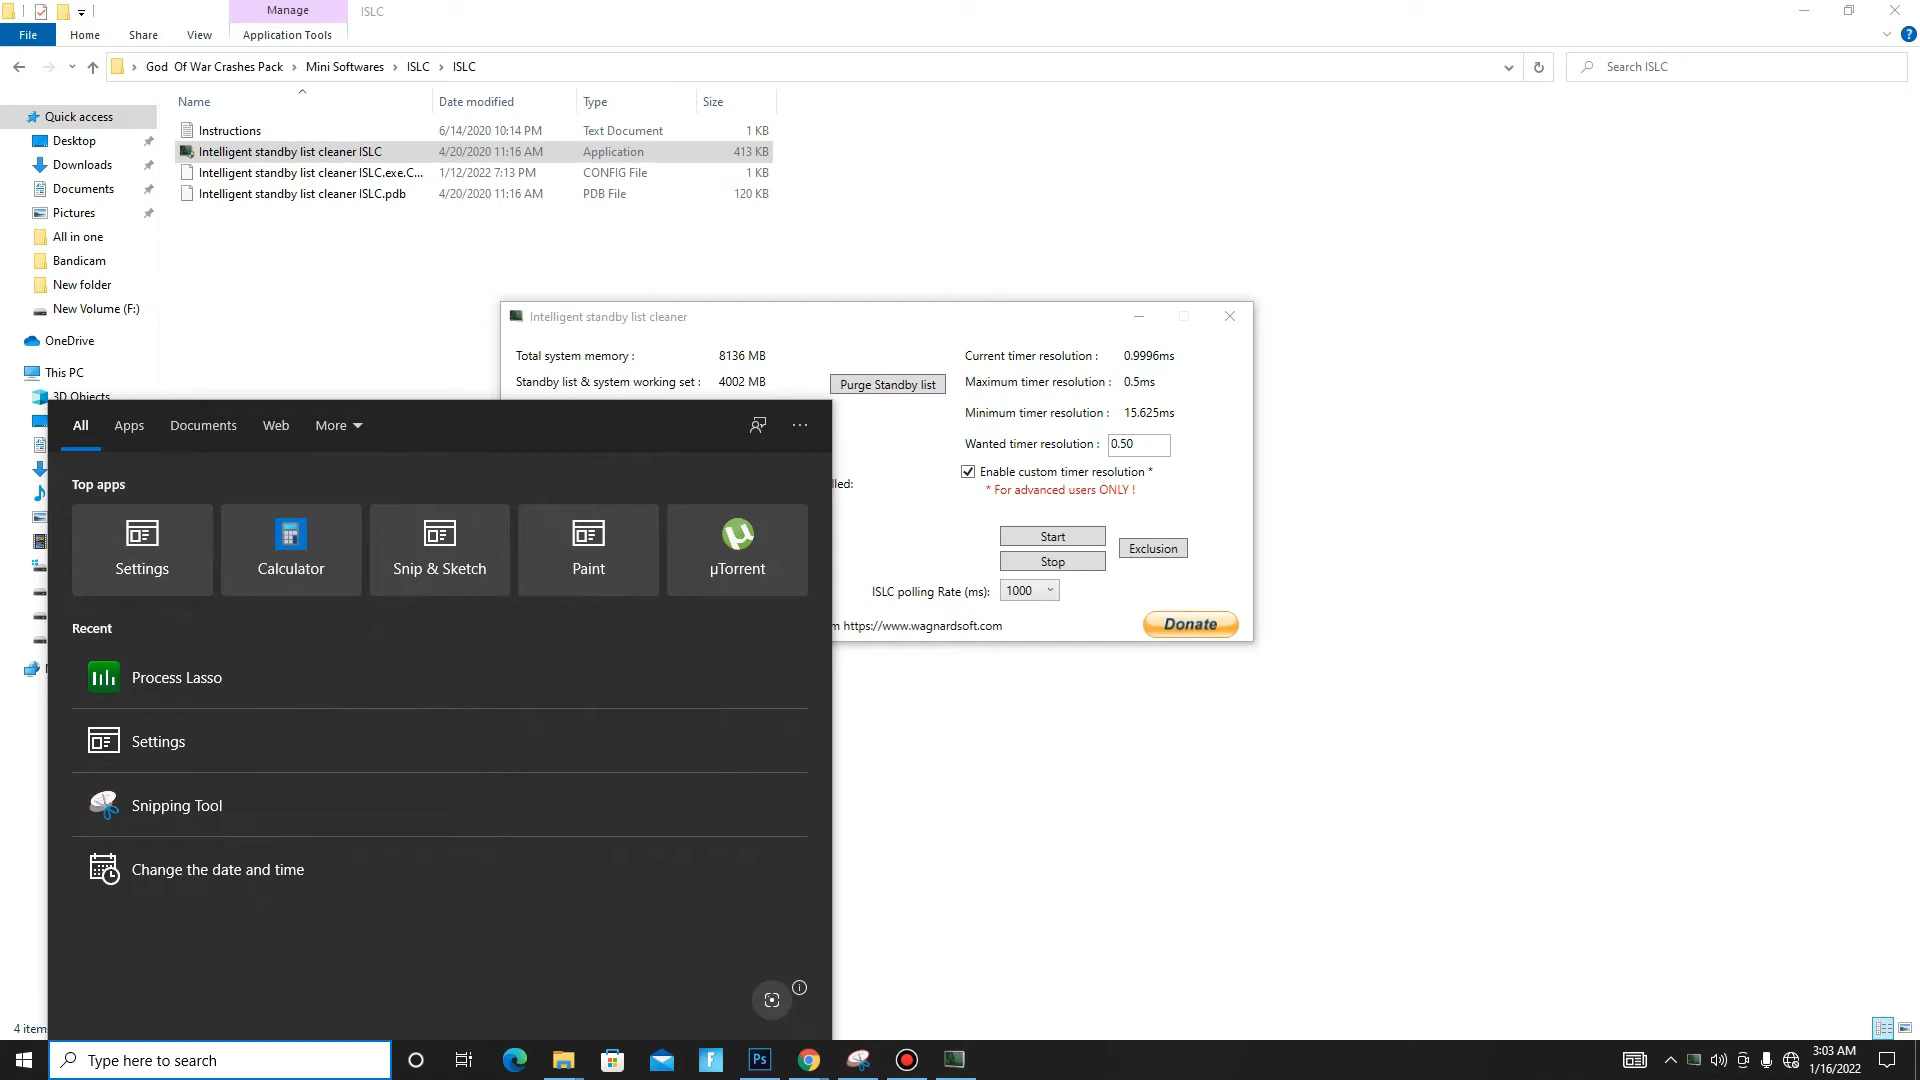 Manage
ISLC
File
Home
Share
View
Application Tools
God Of War Crashes Pack
Mini Softwares
ISLC
ISLC
Search ISLC
Name
Date modified
Type
Size
Instructions
6/14/2020 10:14 PM
Text Document
1 KB
Intelligent standby list cleaner ISLC
4/20/2020 11:16 AM
Application
413 KB
Intelligent standby list cleaner ISLC.exe.C...
1/12/2022 7:13 PM
CONFIG File
1 KB
Intelligent standby list cleaner ISLC.pdb
4/20/2020 11:16 AM
PDB File
120 KB
Quick access
Desktop
Downloads
Documents
Pictures
All in one
Bandicam
New folder
New Volume (F:)
OneDrive
This PC
3D Objects
4 item
Intelligent standby list cleaner
Total system memory :
8136 MB
Standby list & system working set :
4002 MB
Purge Standby list
Current timer resolution :
0.9996ms
Maximum timer resolution :
0.5ms
Minimum timer resolution :
15.625ms
Wanted timer resolution :
0.50
Enable custom timer resolution *
* For advanced users ONLY !
lled:
Start
Stop
Exclusion
ISLC polling Rate (ms):
1000
m https://www.wagnardsoft.com
Donate
All
Apps
Documents
Web
More
Top apps
Settings
Calculator
Snip & Sketch
Paint
µTorrent
Recent
Process Lasso
Settings
Snipping Tool
Change the date and time
Type here to search
Ps
3:03 AM
1/16/2022